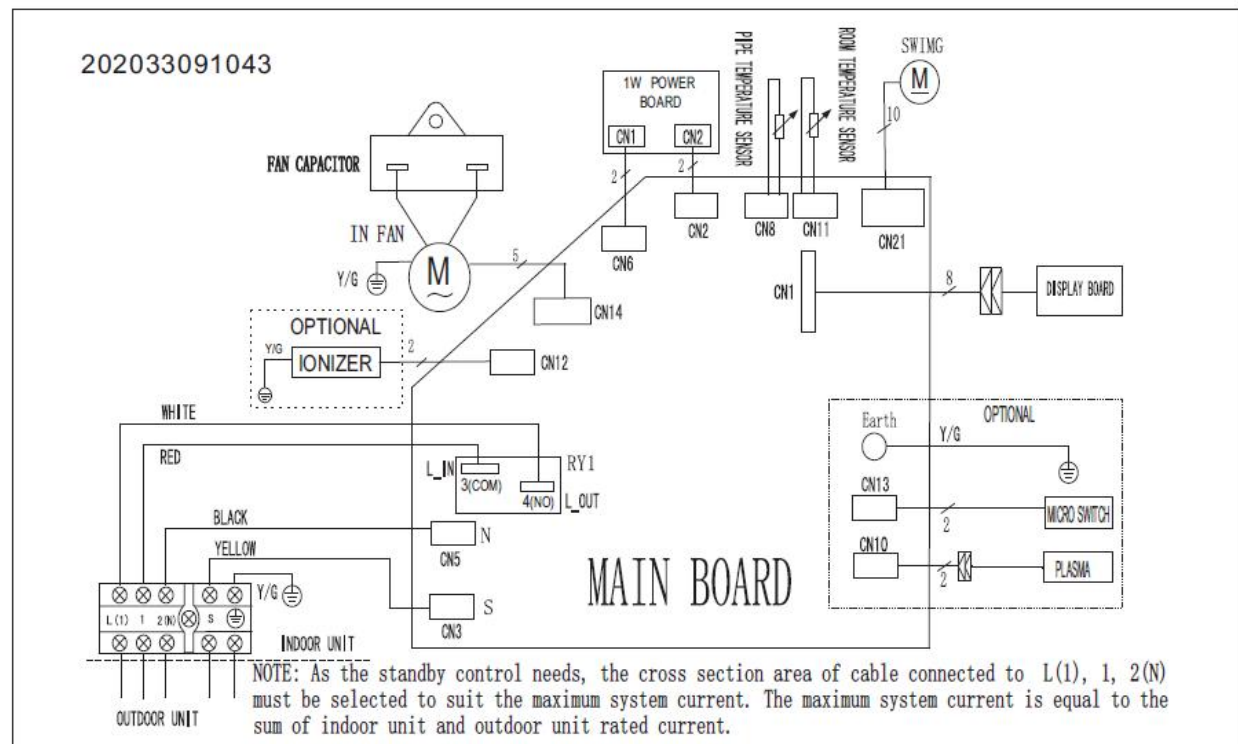 202033091043
FAN CAPACITOR
1W POWER
BOARD
CN1
CN2
PIPE TEMPERATURE SENSOR
ROOM TEMPERATURE SENSOR
SWIMG
M
10
2
2
CN6
CN2
CN8
CN11
CN21
IN FAN
M
Y/G
5
CN14
CN1
8
DISPLAY BOARD
OPTIONAL
Y/G
IONIZER
2
CN12
WHITE
RED
L_IN
3(COM)
RY1
4(NO)
L_OUT
BLACK
N
CN5
YELLOW
S
CN3
MAIN BOARD
OPTIONAL
Earth
Y/G
CN13
2
MICRO SWITCH
CN10
2
PLASMA
Y/G
L(1) 1 2(N) S
INDOOR UNIT
OUTDOOR UNIT
NOTE: As the standby control needs, the cross section area of cable connected to L(1), 1, 2(N)
must be selected to suit the maximum system current. The maximum system current is equal to the
sum of indoor unit and outdoor unit rated current.